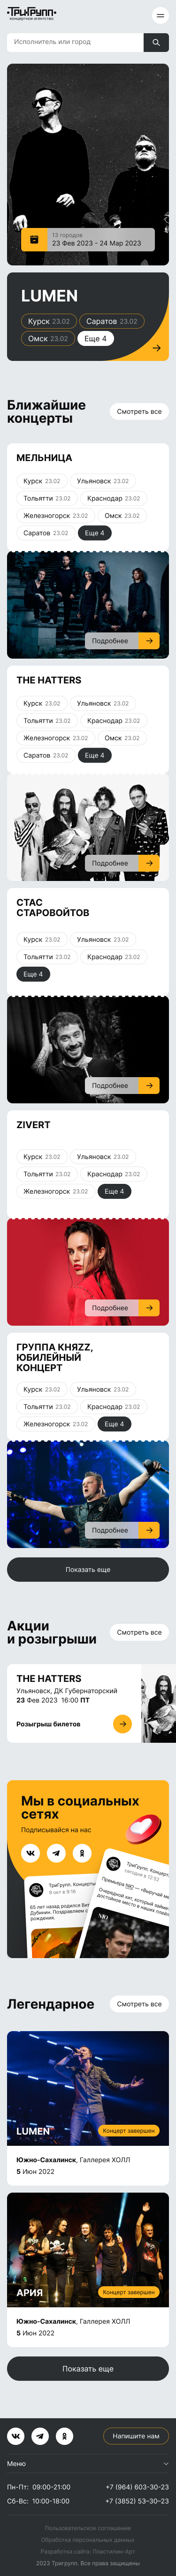 ТРИГРУПП
концертное агентство
Исполнитель или город
13 городов
23 Фев 2023 - 24 Мар 2023
LUMEN
Курск 23.02 Саратов 23.02
Омск 23.02 Еще 4
Ближайшие
концерты
Смотреть все
МЕЛЬНИЦА
Курск 23.02 Ульяновск 23.02
Тольятти 23.02 Краснодар 23.02
Железногорск 23.02 Омск 23.02
Саратов 23.02 Еще 4
Подробнее
THE HATTERS
Курск 23.02 Ульяновск 23.02
Тольятти 23.02 Краснодар 23.02
Железногорск 23.02 Омск 23.02
Саратов 23.02 Еще 4
Подробнее
СТАС
СТАРОВОЙТОВ
Курск 23.02 Ульяновск 23.02
Тольятти 23.02 Краснодар 23.02
Еще 4
Подробнее
ZIVERT
Курск 23.02 Ульяновск 23.02
Тольятти 23.02 Краснодар 23.02
Железногорск 23.02 Еще 4
Подробнее
ГРУППА КНЯZZ,
ЮБИЛЕЙНЫЙ
КОНЦЕРТ
Курск 23.02 Ульяновск 23.02
Тольятти 23.02 Краснодар 23.02
Железногорск 23.02 Еще 4
Подробнее
Показать еще
Акции
и розыгрыши
Смотреть все
THE HATTERS
Ульяновск, ДК Губернаторский
23 Фев 2023 16:00 ПТ
Розыгрыш билетов
Мы в социальных
сетях
Подписывайся на нас
ТриГрупп. Концерты
9 окт в 9:18
65 лет назад родился
Дубинин. Поздравляем
рождения.
ТриГрупп. Концерт
сегодня в 12:52
Премьера NЮ — «Выручай
Очередной хит, который займет
достойное место в наших
NЮ
Легендарное
Смотреть все
LUMEN
Концерт завершен
Южно-Сахалинск, Галлерея ХОЛЛ
5 Июн 2022
АРИЯ
Концерт завершен
Южно-Сахалинск, Галлерея ХОЛЛ
5 Июн 2022
Показать еще
Напишите нам
Меню
Пн-Пт: 09:00-21:00 +7 (964) 603-30-23
Сб-Вс: 10:00-18:00 +7 (3852) 53-30-23
Пользовательское соглашение
Обработка персональных данных
Разработка сайта: Пластилин-Арт
2023 Тригрупп. Все права защищены